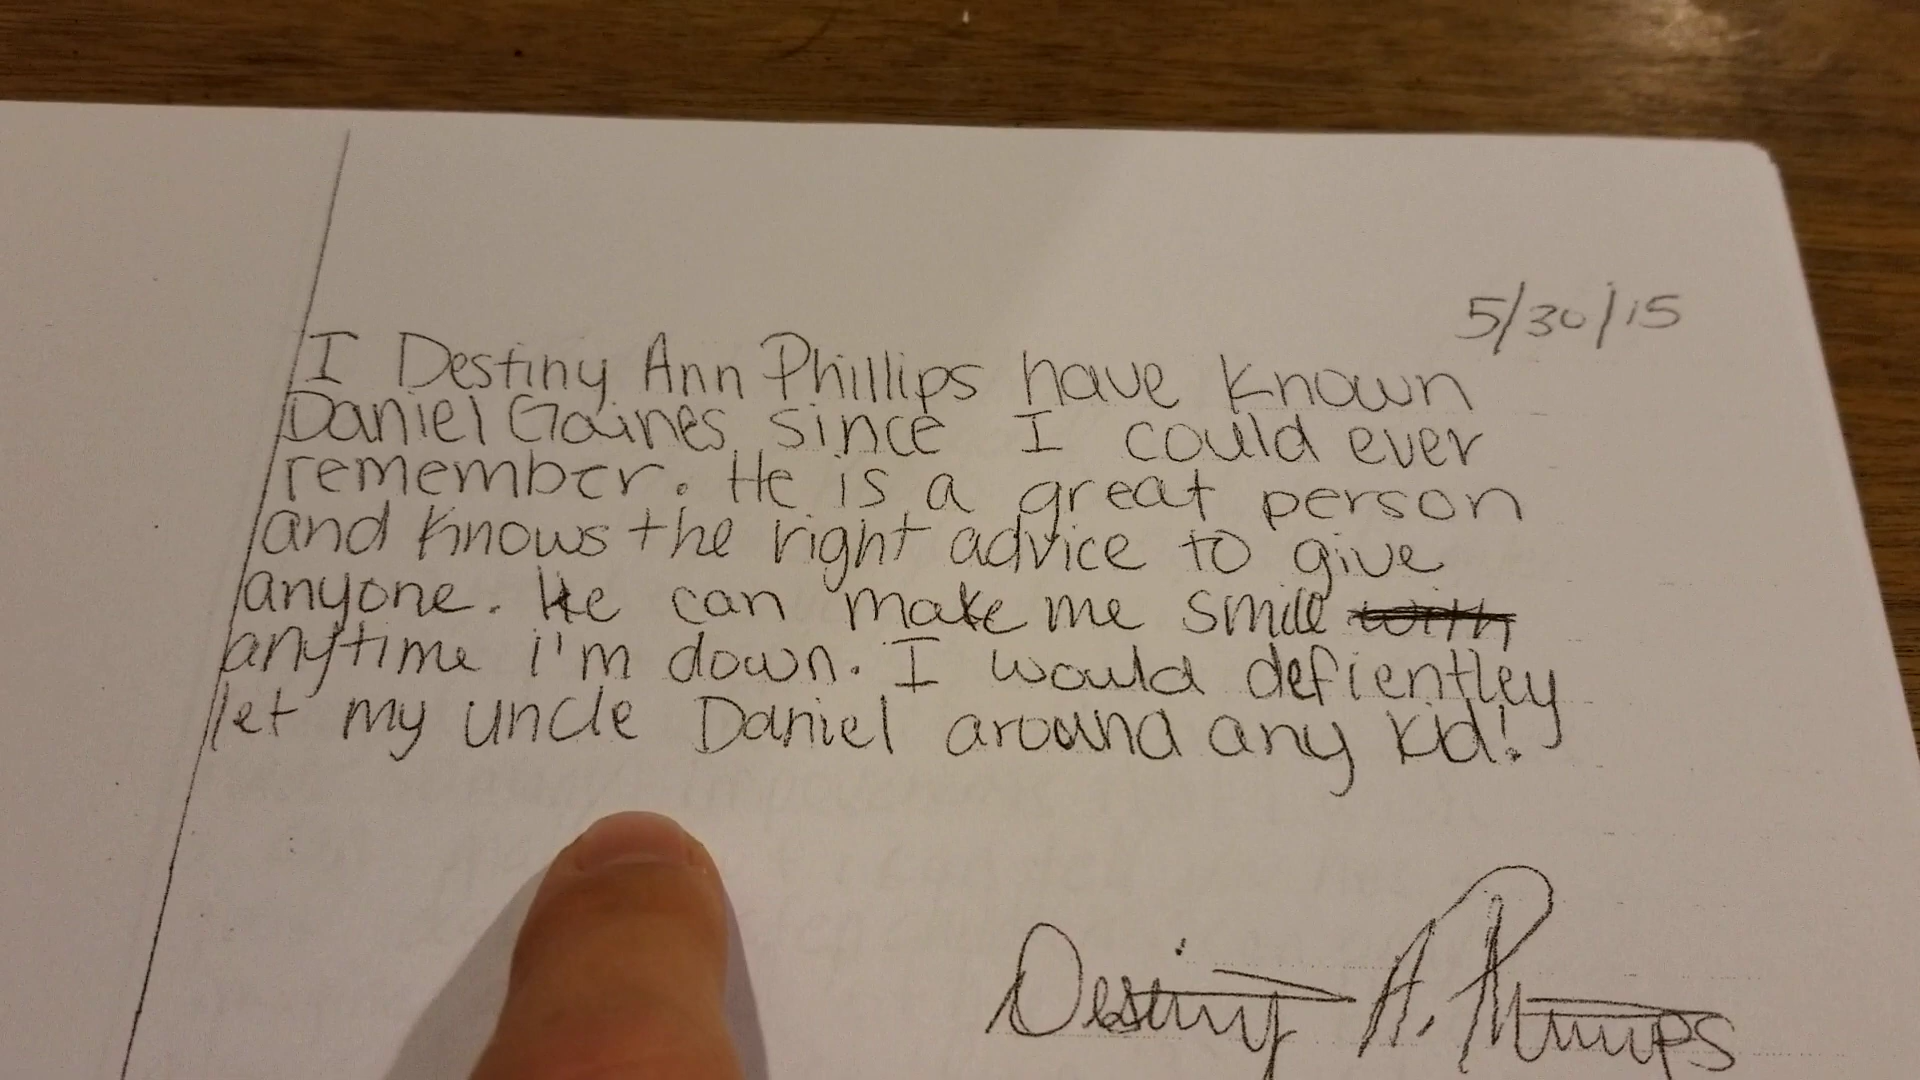 5/30/15
I Destiny Ann Phillips have known
Daniel Gaines since I could ever
remember. He is a great person
and knows the right advice to give
anyone. He can make me smile with
anytime i'm down. I would defientley
let my uncle Daniel around any kid!
Destiny A. Phillips